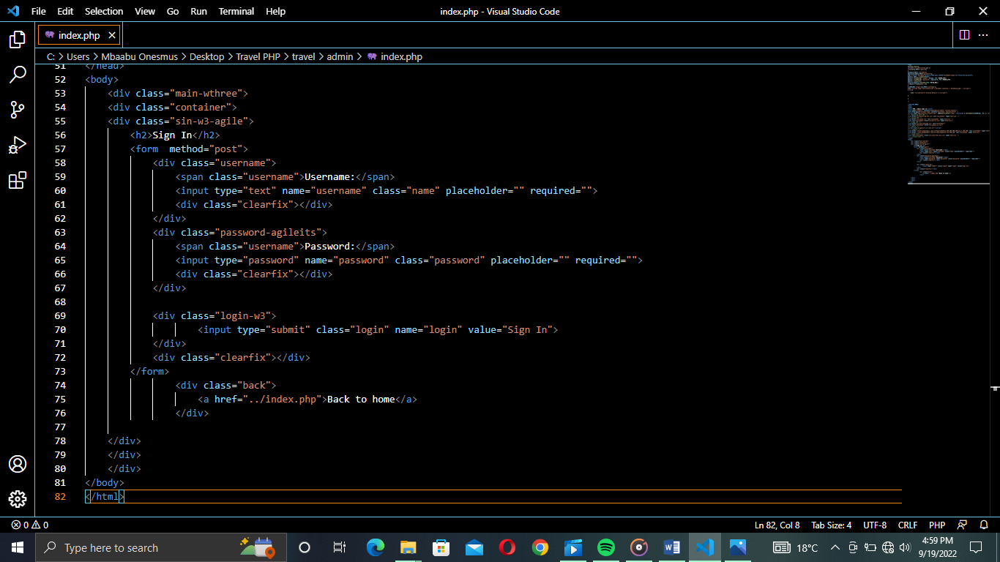 File Edit Selection View Go Run Terminal Help index.php - Visual Studio Code
index.php
C: > Users > Mbaabu Onesmus > Desktop > Travel PHP > travel > admin > index.php
51 </head>
52 <body>
53 <div class="main-wthree">
54 <div class="container">
55 <div class="sin-w3-agile">
56 <h2>Sign In</h2>
57 <form  method="post">
58 <div class="username">
59 <span class="username">Username:</span>
60 <input type="text" name="username" class="name" placeholder="" required="">
61 <div class="clearfix"></div>
62 </div>
63 <div class="password-agileits">
64 <span class="username">Password:</span>
65 <input type="password" name="password" class="password" placeholder="" required="">
66 <div class="clearfix"></div>
67 </div>
68
69 <div class="login-w3">
70 <input type="submit" class="login" name="login" value="Sign In">
71 </div>
72 <div class="clearfix"></div>
73 </form>
74 <div class="back">
75 <a href="../index.php">Back to home</a>
76 </div>
77
78 </div>
79 </div>
80 </div>
81 </body>
82 </html>
0 0 Ln 82, Col 8 Tab Size: 4 UTF-8 CRLF PHP
Type here to search 18°C 4:59 PM
9/19/2022